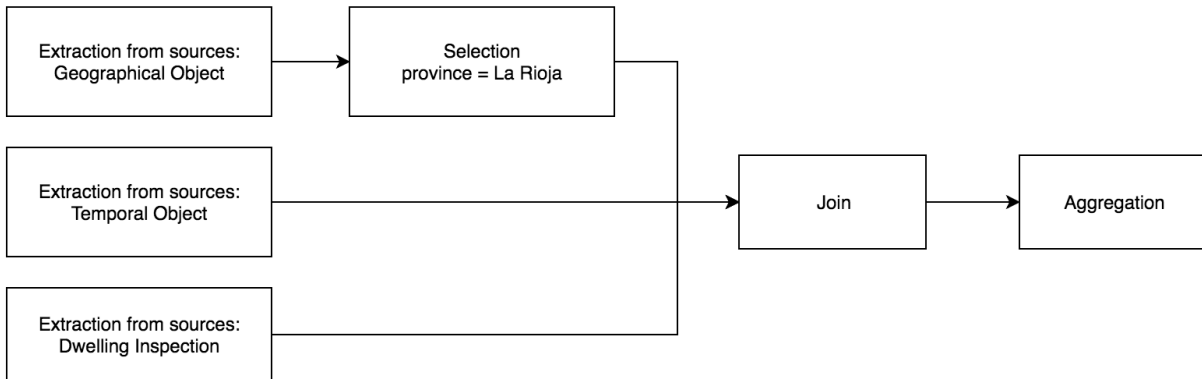 Extraction from sources:
Geographical Object
Selection
province = La Rioja
Extraction from sources:
Temporal Object
Join
Aggregation
Extraction from sources:
Dwelling Inspection